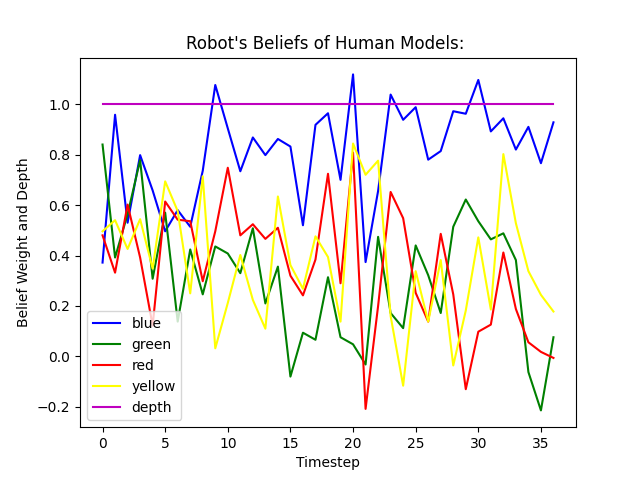 Robot's Beliefs of Human Models:
Belief Weight and Depth
1.0
0.8
0.6
0.4
0.2
0.0
−0.2
blue
green
red
yellow
depth
0 5 10 15 20 25 30 35
Timestep